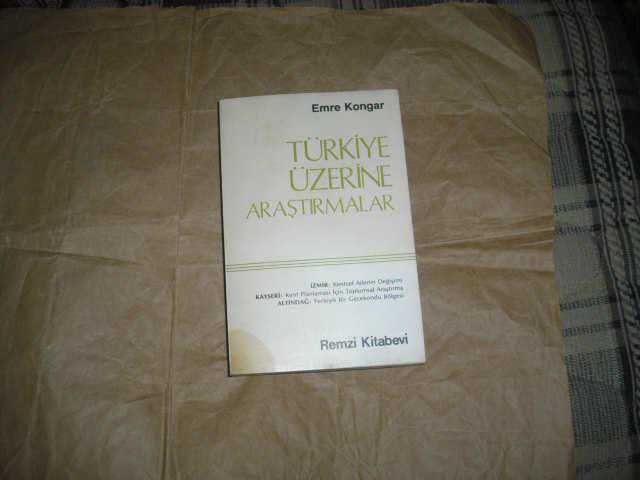 Emre Kongar
TÜRKİYE
ÜZERİNE
ARAŞTIRMALAR
İZMİR: Kentsel Ailenin Değişimi
KAYSERİ: Kent Planlaması İçin Toplumsal Araştırma
ALTINDAĞ: Yerleşik Bir Gecekondu Bölgesi
Remzi Kitabevi